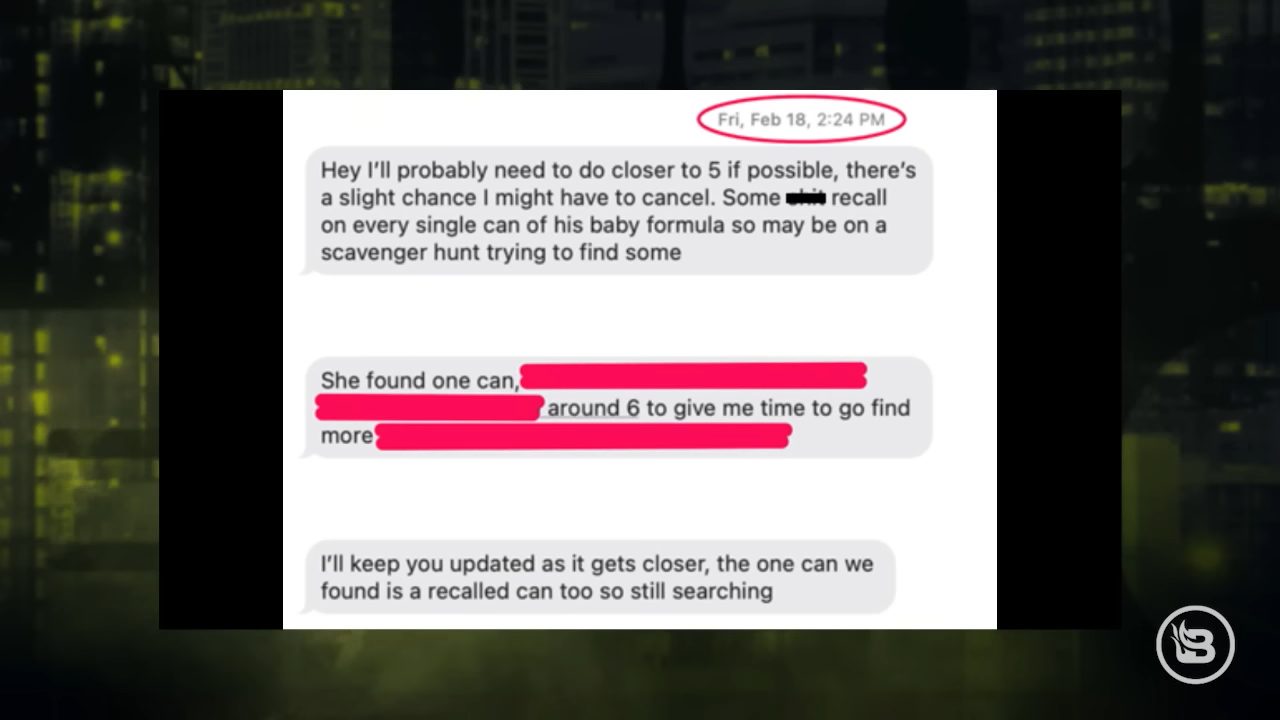 Fri, Feb 18, 2:24 PM
Hey I'll probably need to do closer to 5 if possible, there's
a slight chance I might have to cancel. Some recall
on every single can of his baby formula so may be on a
scavenger hunt trying to find some
She found one can,
around 6 to give me time to go find
more
I'll keep you updated as it gets closer, the one can we
found is a recalled can too so still searching
B